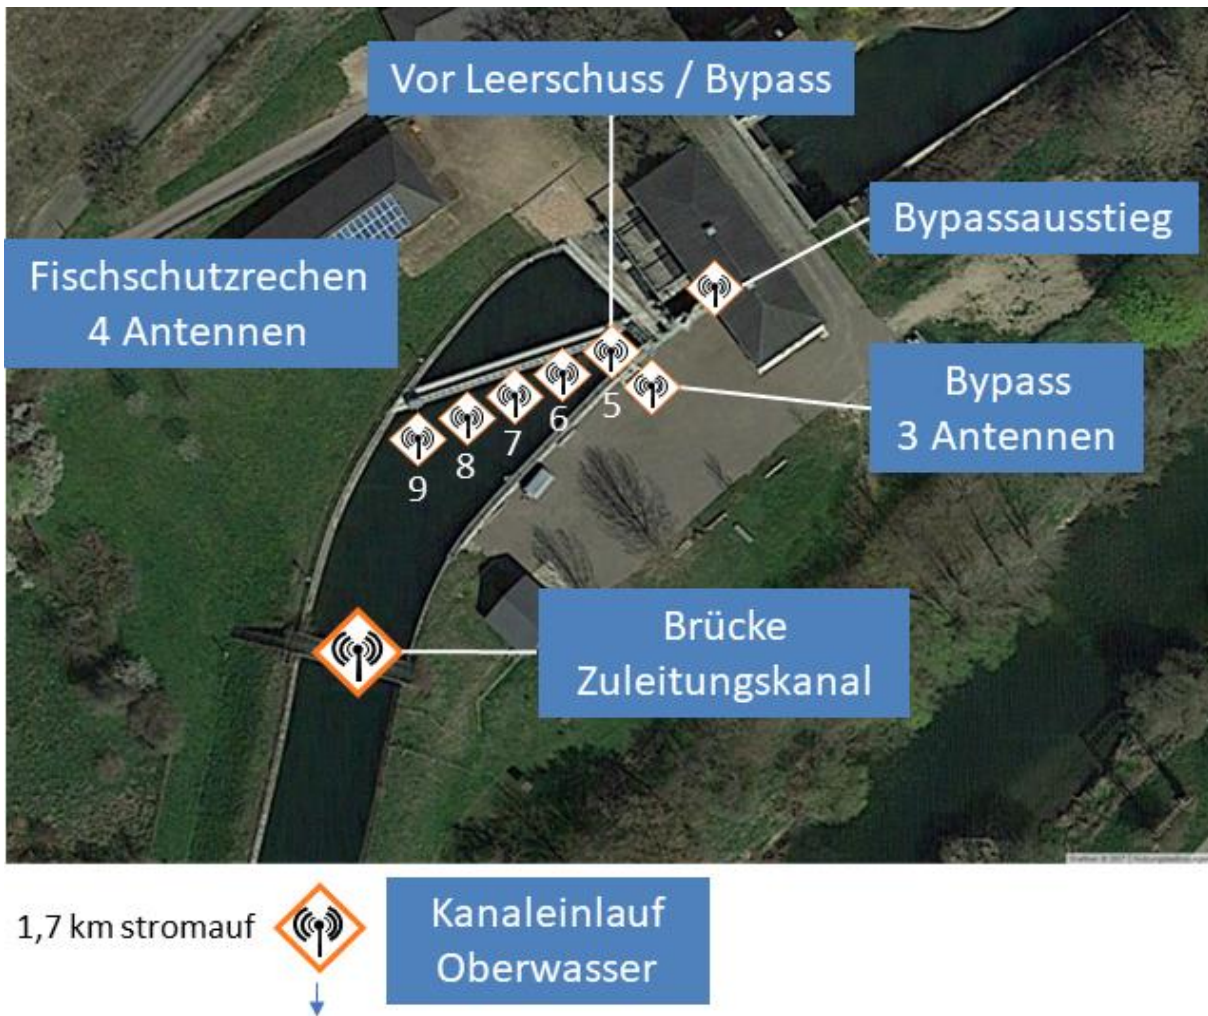 Vor Leerschuss / Bypass
Bypassausstieg
Fischschutzrechen
4 Antennen
Bypass
3 Antennen
5
6
7
8
9
Brücke
Zuleitungskanal
1,7 km stromauf
Kanaleinlauf
Oberwasser